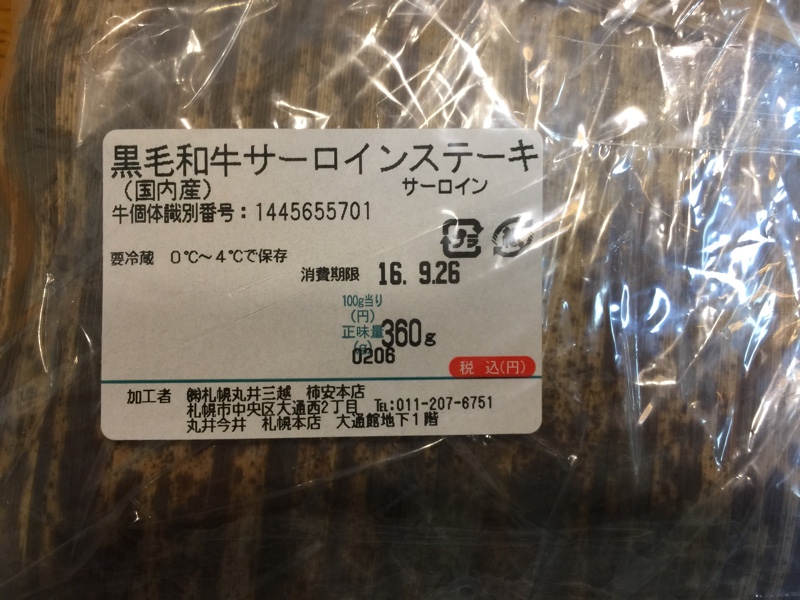 黒毛和牛サーロインステーキ
(国内産) サーロイン
牛個体識別番号:1445655701
プラ
要冷蔵 0℃～4℃で保存
消費期限 16. 9.26
100g当り
(円)
正味量 360g
(g)
0206
税 込(円)
加工者 ㈱札幌丸井三越 柿安本店
札幌市中央区大通西2丁目 ℡:011-207-6751
丸井今井 札幌本店 大通館地下1階